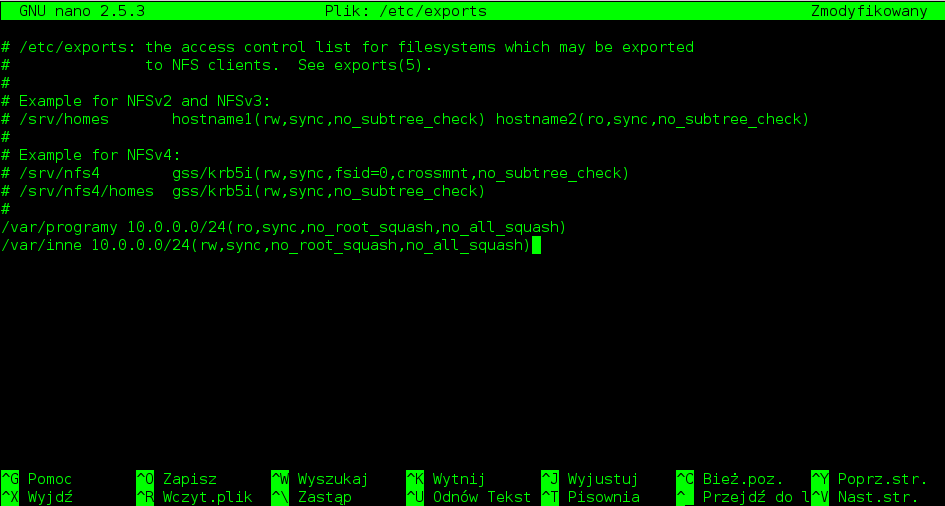 GNU nano 2.5.3 Plik: /etc/exports Zmodyfikowany
# /etc/exports: the access control list for filesystems which may be exported
# to NFS clients.  See exports(5).
#
# Example for NFSv2 and NFSv3:
# /srv/homes       hostname1(rw,sync,no_subtree_check) hostname2(ro,sync,no_subtree_check)
#
# Example for NFSv4:
# /srv/nfs4        gss/krb5i(rw,sync,fsid=0,crossmnt,no_subtree_check)
# /srv/nfs4/homes  gss/krb5i(rw,sync,no_subtree_check)
#
/var/programy 10.0.0.0/24(ro,sync,no_root_squash,no_all_squash)
/var/inne 10.0.0.0/24(rw,sync,no_root_squash,no_all_squash)
^G Pomoc ^O Zapisz ^W Wyszukaj ^K Wytnij ^J Wyjustuj ^C Bież.poz. ^Y Poprz.str.
^X Wyjdź ^R Wczyt.plik ^\ Zastąp ^U Odnów Tekst ^T Pisownia ^_ Przejdź do l ^V Nast.str.